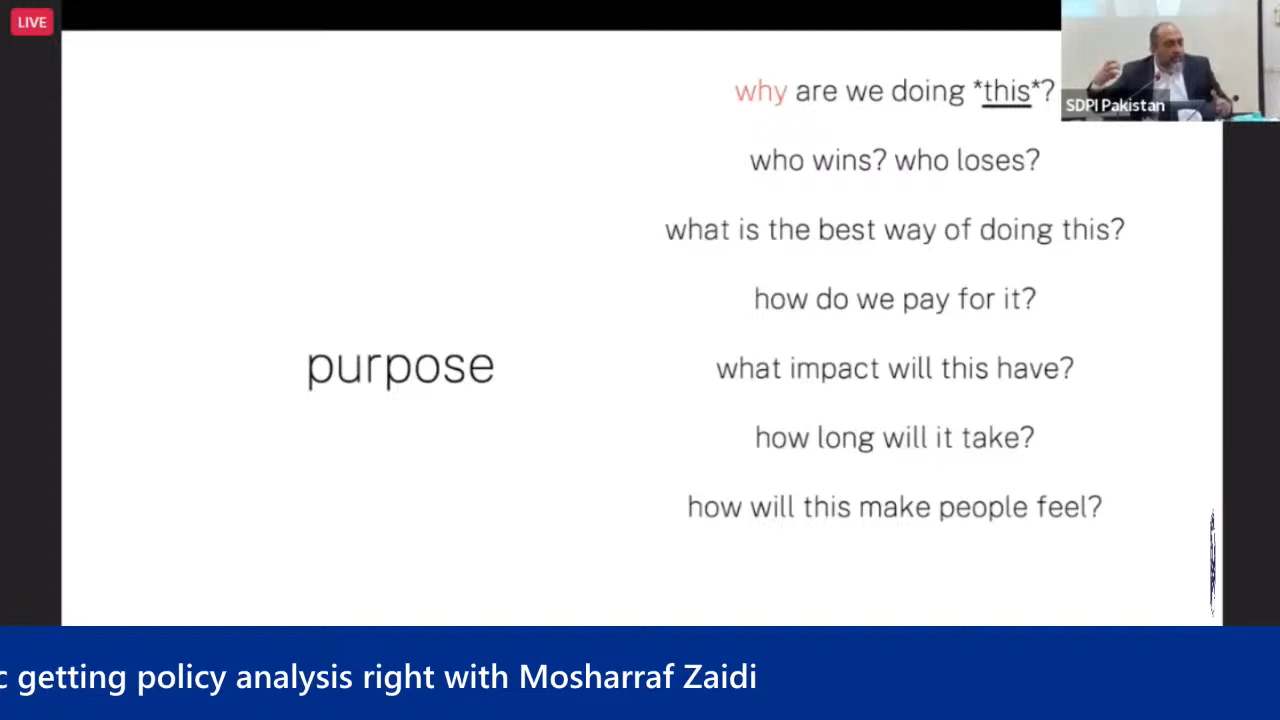 LIVE
why are we doing *this*?
SDPI Pakistan
who wins? who loses?
what is the best way of doing this?
how do we pay for it?
purpose
what impact will this have?
how long will it take?
how will this make people feel?
c getting policy analysis right with Mosharraf Zaidi